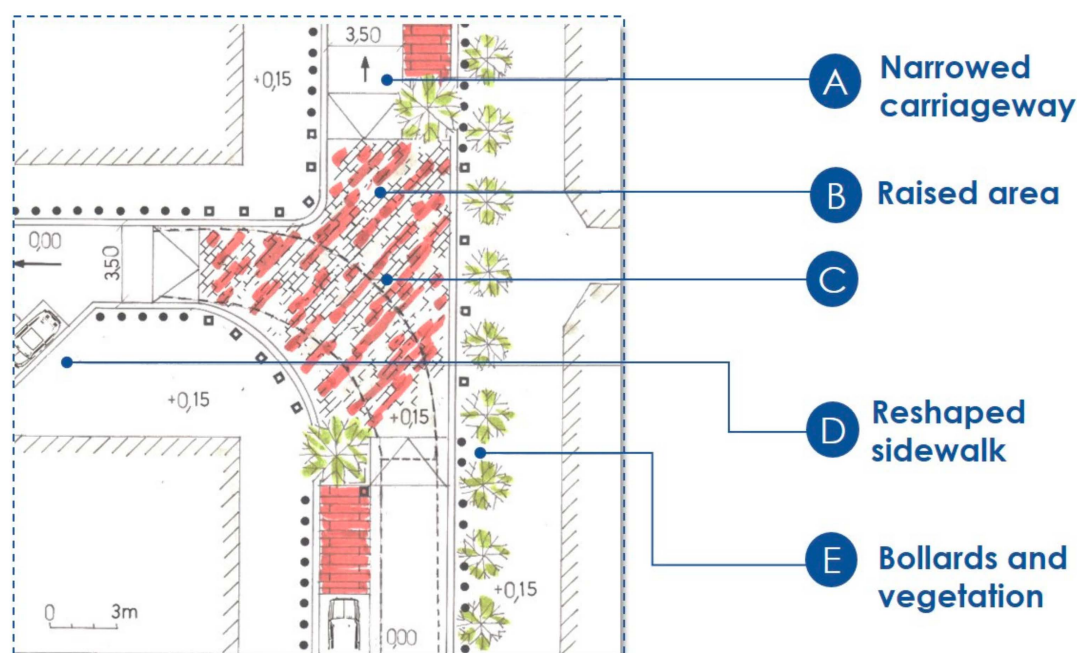 3,50
+0,15
A
Narrowed
carriageway
B
Raised area
0,00
3,50
C
+0,15
+0,15
D
Reshaped
sidewalk
E
Bollards and
vegetation
+0,15
0 3m
0,00